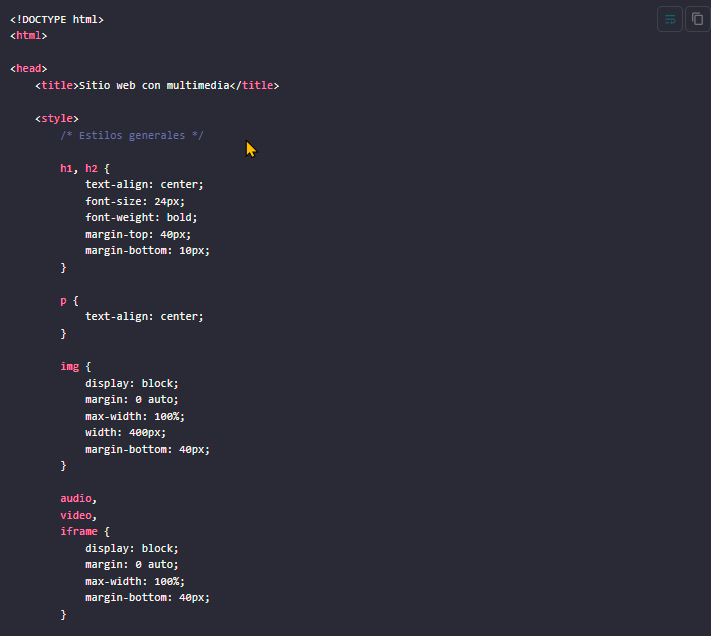 <!DOCTYPE html>
<html>
<head>
<title>Sitio web con multimedia</title>
<style>
/* Estilos generales */
h1, h2 {
text-align: center;
font-size: 24px;
font-weight: bold;
margin-top: 40px;
margin-bottom: 10px;
}
p {
text-align: center;
}
img {
display: block;
margin: 0 auto;
max-width: 100%;
width: 400px;
margin-bottom: 40px;
}
audio,
video,
iframe {
display: block;
margin: 0 auto;
max-width: 100%;
margin-bottom: 40px;
}